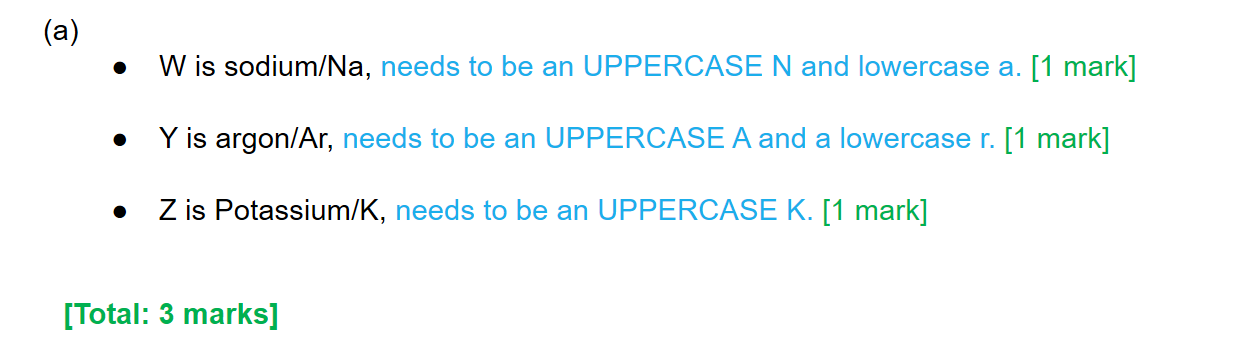 (a)
● W is sodium/Na, needs to be an UPPERCASE N and lowercase a. [1 mark]
● Y is argon/Ar, needs to be an UPPERCASE A and a lowercase r. [1 mark]
● Z is Potassium/K, needs to be an UPPERCASE K. [1 mark]
[Total: 3 marks]